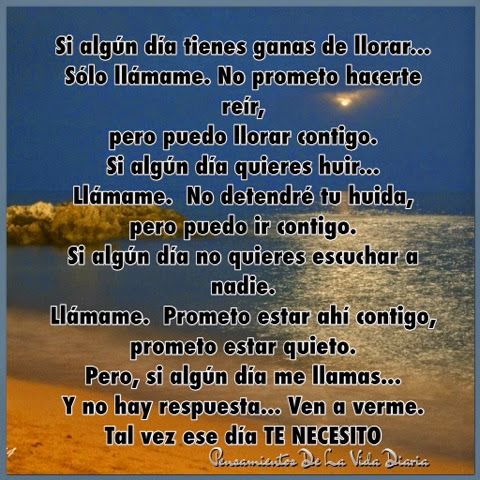 Si algún día tienes ganas de llorar...
Sólo llámame. No prometo hacerte
reír,
pero puedo llorar contigo.
Si algún día quieres huir...
Llámame.  No detendré tu huida,
pero puedo ir contigo.
Si algún día no quieres escuchar a
nadie.
Llámame.  Prometo estar ahí contigo,
prometo estar quieto.
Pero, si algún día me llamas...
Y no hay respuesta... Ven a verme.
Tal vez ese día TE NECESITO
Pensamientos De La Vida Diaria